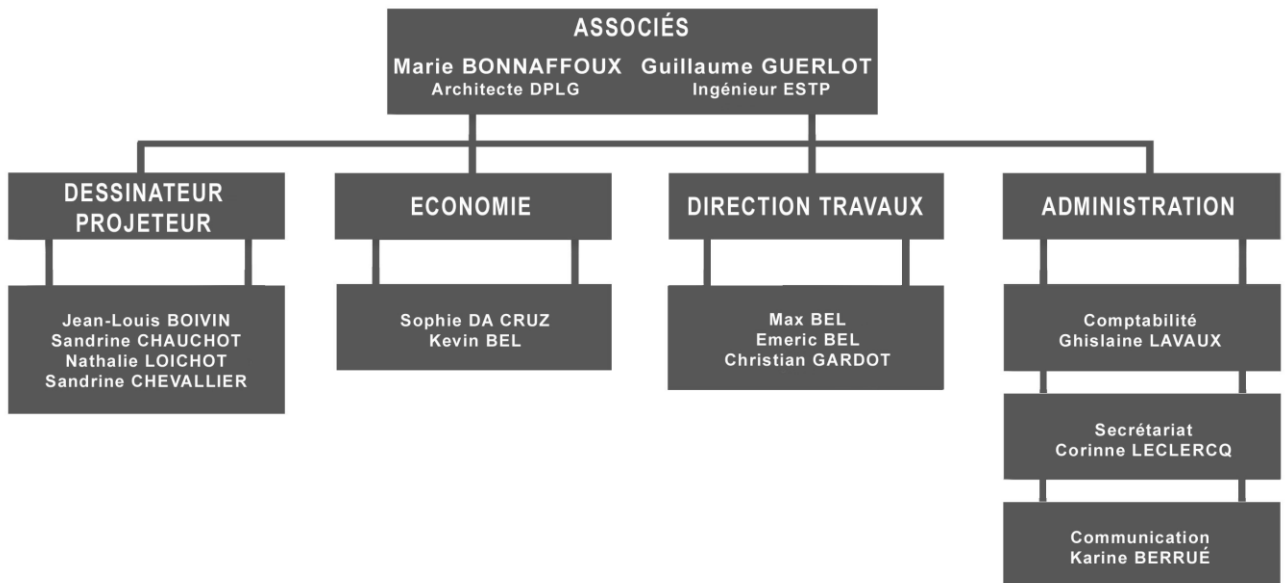 ASSOCIÉS
Marie BONNAFFOUX Guillaume GUERLOT
Architecte DPLG Ingénieur ESTP
DESSINATEUR
PROJETEUR
Jean-Louis BOIVIN
Sandrine CHAUCHOT
Nathalie LOICHOT
Sandrine CHEVALLIER
ECONOMIE
Sophie DA CRUZ
Kevin BEL
DIRECTION TRAVAUX
Max BEL
Emeric BEL
Christian GARDOT
ADMINISTRATION
Comptabilité
Ghislaine LAVAUX
Secrétariat
Corinne LECLERCQ
Communication
Karine BERRUÉ